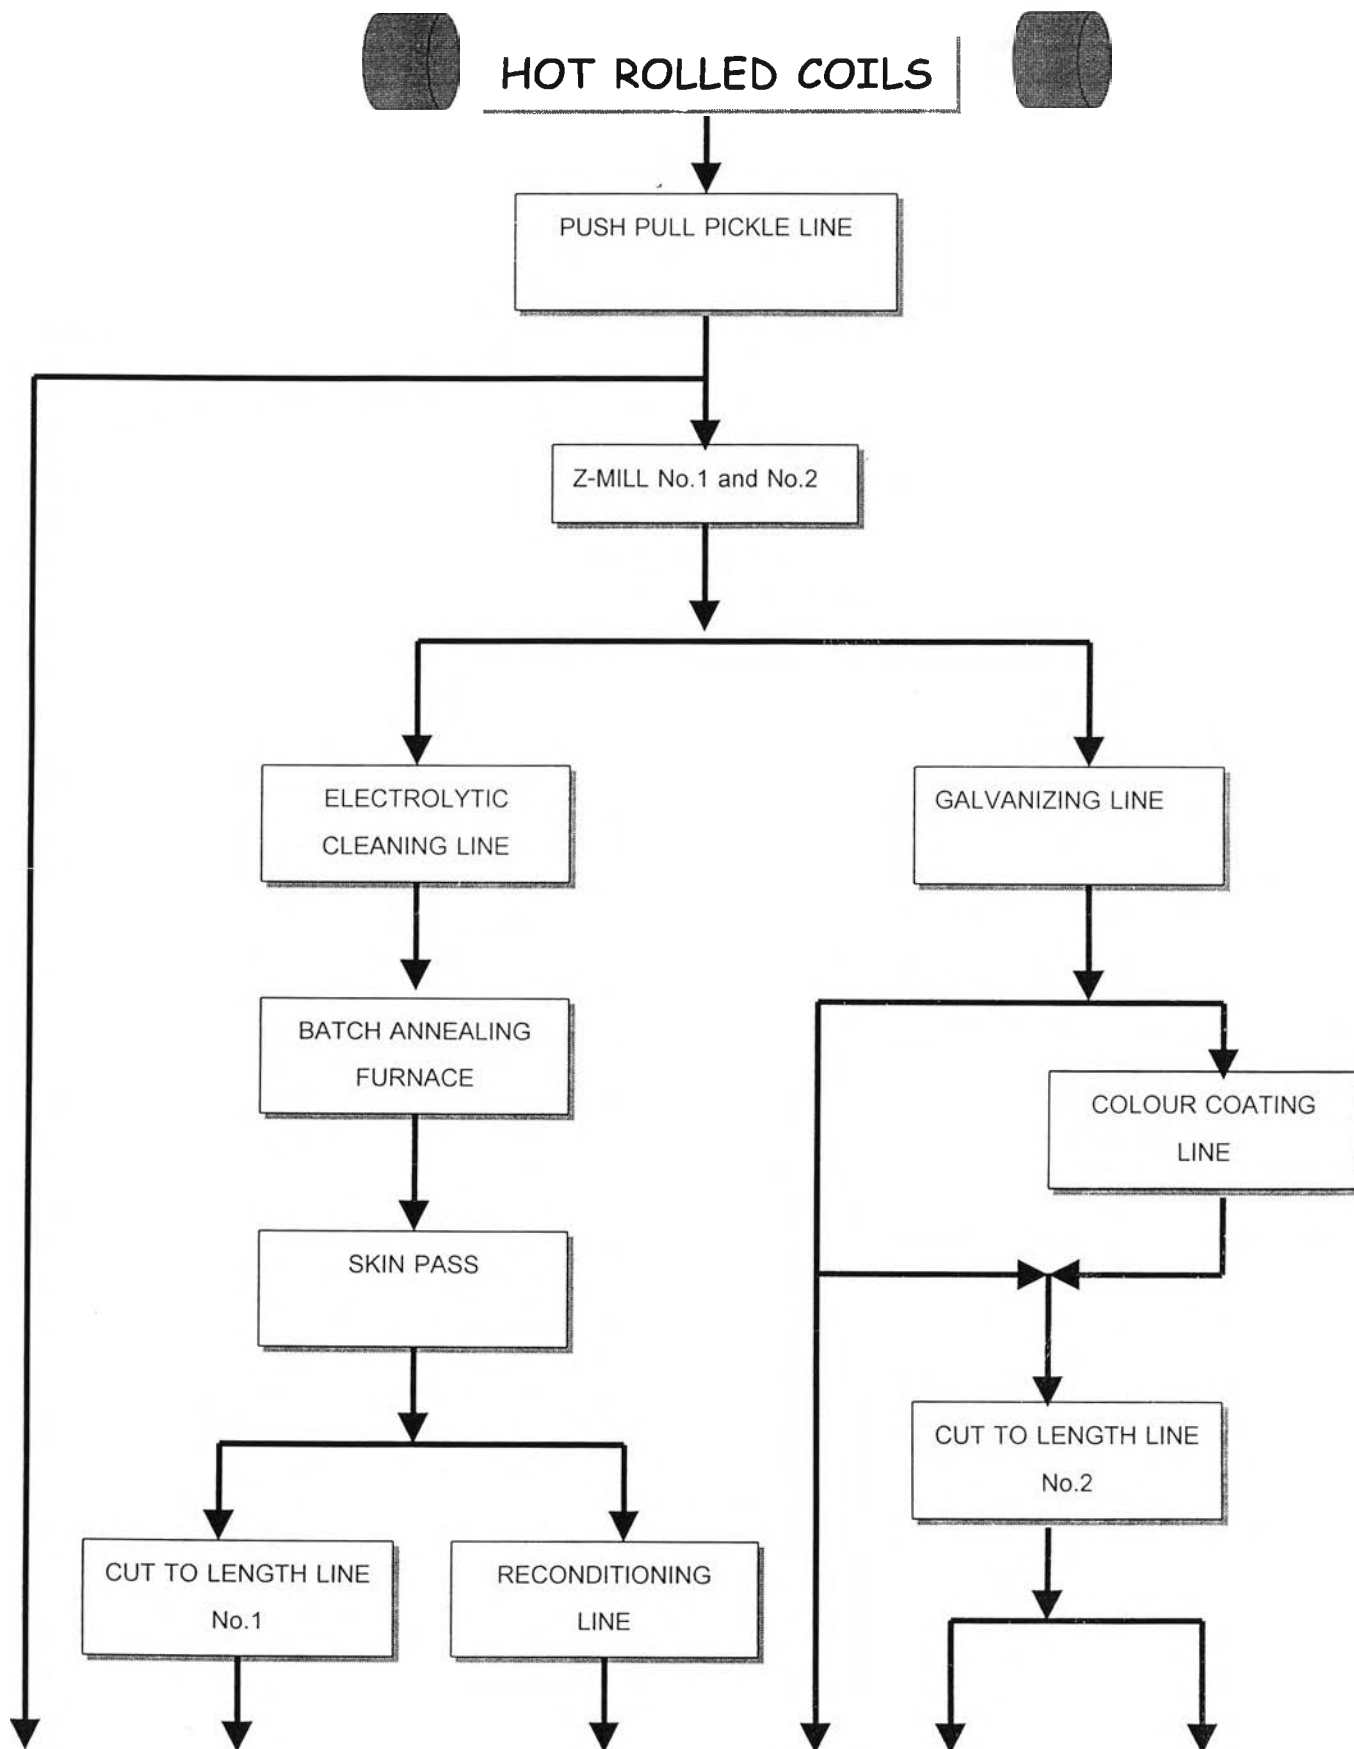 HOT ROLLED COILS
PUSH PULL PICKLE LINE
Z-MILL No.1 and No.2
ELECTROLYTIC
CLEANING LINE
GALVANIZING LINE
BATCH ANNEALING
FURNACE
COLOUR COATING
LINE
SKIN PASS
CUT TO LENGTH LINE
No.2
CUT TO LENGTH LINE
No.1
RECONDITIONING
LINE